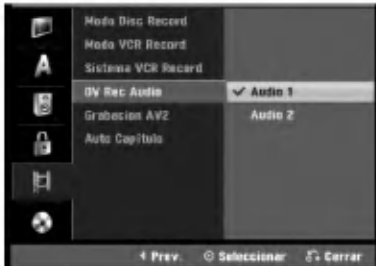 Modo Disc Record
Modo VCR Record
Sistema VCR Record
DV Rec Audio
✓ Audio 1
Grabacion AV2
Audio 2
Auto Capitulo
A
Prev.
Seleccionar
Cerrar